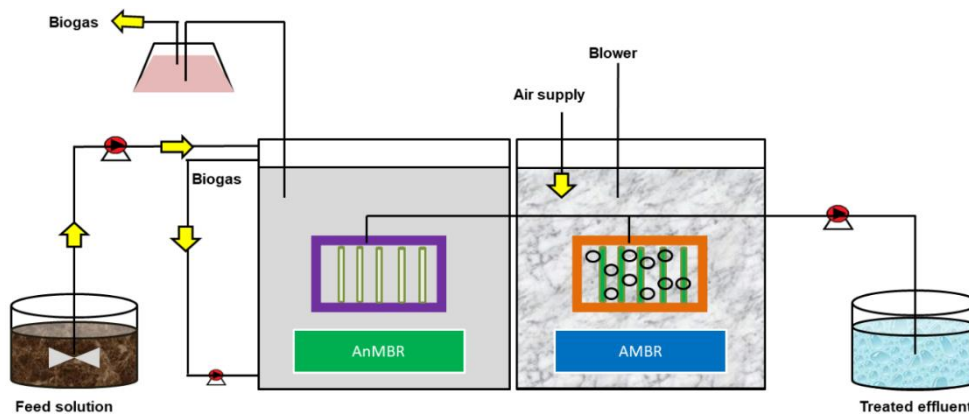 Biogas
Blower
Air supply
Biogas
AnMBR
AMBR
Feed solution
Treated effluent